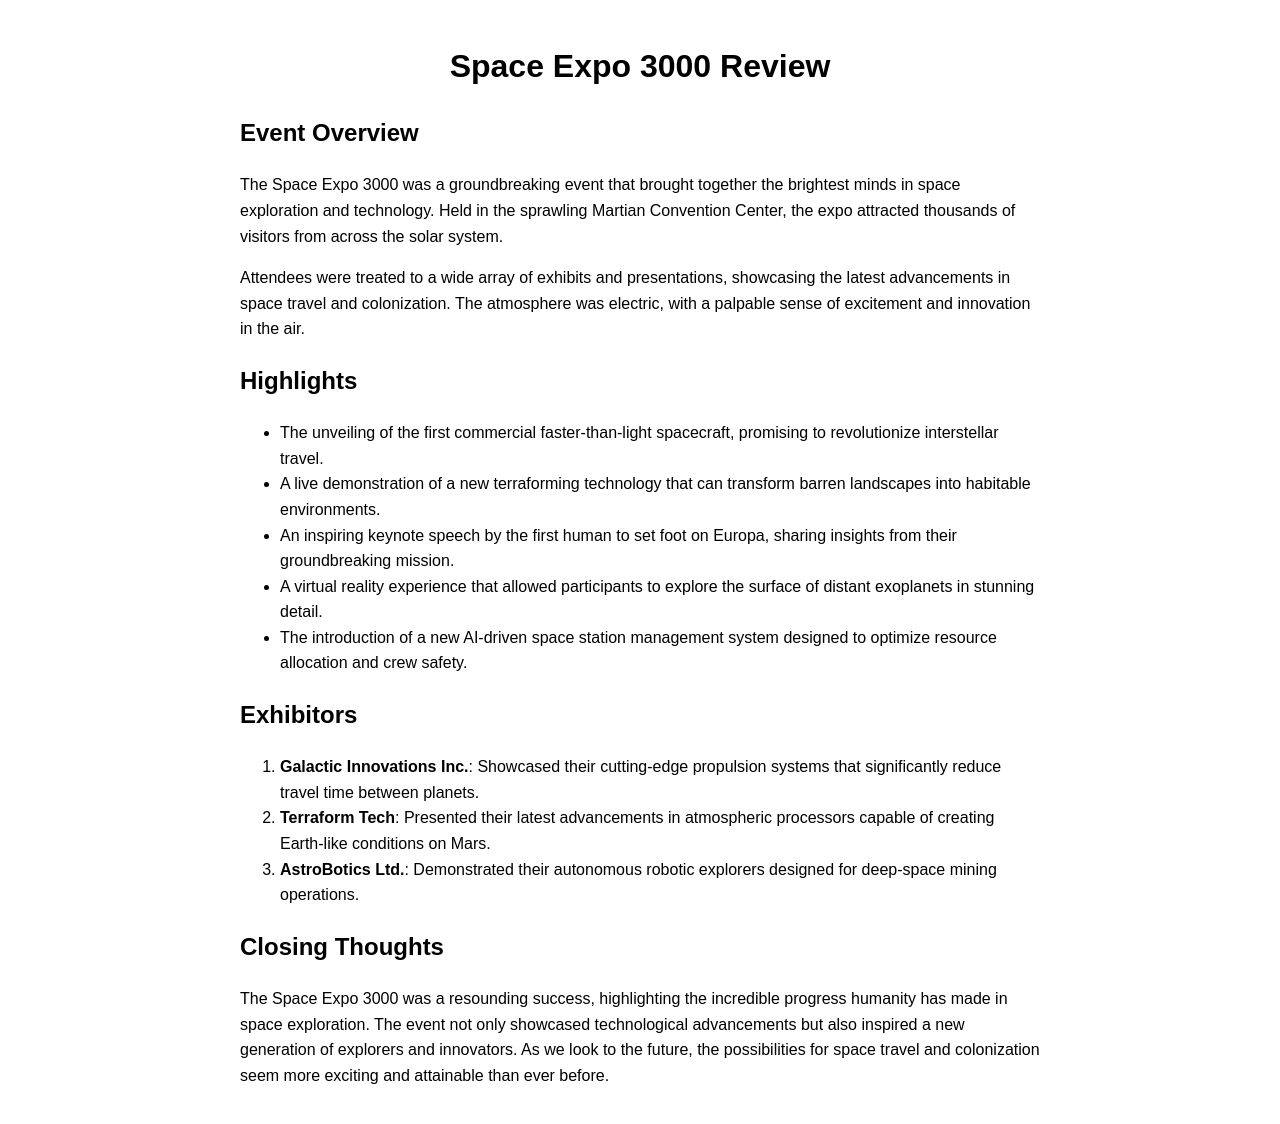 Space Expo 3000 Review
Event Overview
The Space Expo 3000 was a groundbreaking event that brought together the brightest minds in space
exploration and technology. Held in the sprawling Martian Convention Center, the expo attracted thousands of
visitors from across the solar system.
Attendees were treated to a wide array of exhibits and presentations, showcasing the latest advancements in
space travel and colonization. The atmosphere was electric, with a palpable sense of excitement and innovation
in the air.
Highlights
• The unveiling of the first commercial faster-than-light spacecraft, promising to revolutionize interstellar
travel.
• A live demonstration of a new terraforming technology that can transform barren landscapes into habitable
environments.
• An inspiring keynote speech by the first human to set foot on Europa, sharing insights from their
groundbreaking mission.
• A virtual reality experience that allowed participants to explore the surface of distant exoplanets in stunning
detail.
• The introduction of a new AI-driven space station management system designed to optimize resource
allocation and crew safety.
Exhibitors
1. Galactic Innovations Inc.: Showcased their cutting-edge propulsion systems that significantly reduce
travel time between planets.
2. Terraform Tech: Presented their latest advancements in atmospheric processors capable of creating
Earth-like conditions on Mars.
3. AstroBotics Ltd.: Demonstrated their autonomous robotic explorers designed for deep-space mining
operations.
Closing Thoughts
The Space Expo 3000 was a resounding success, highlighting the incredible progress humanity has made in
space exploration. The event not only showcased technological advancements but also inspired a new
generation of explorers and innovators. As we look to the future, the possibilities for space travel and colonization
seem more exciting and attainable than ever before.